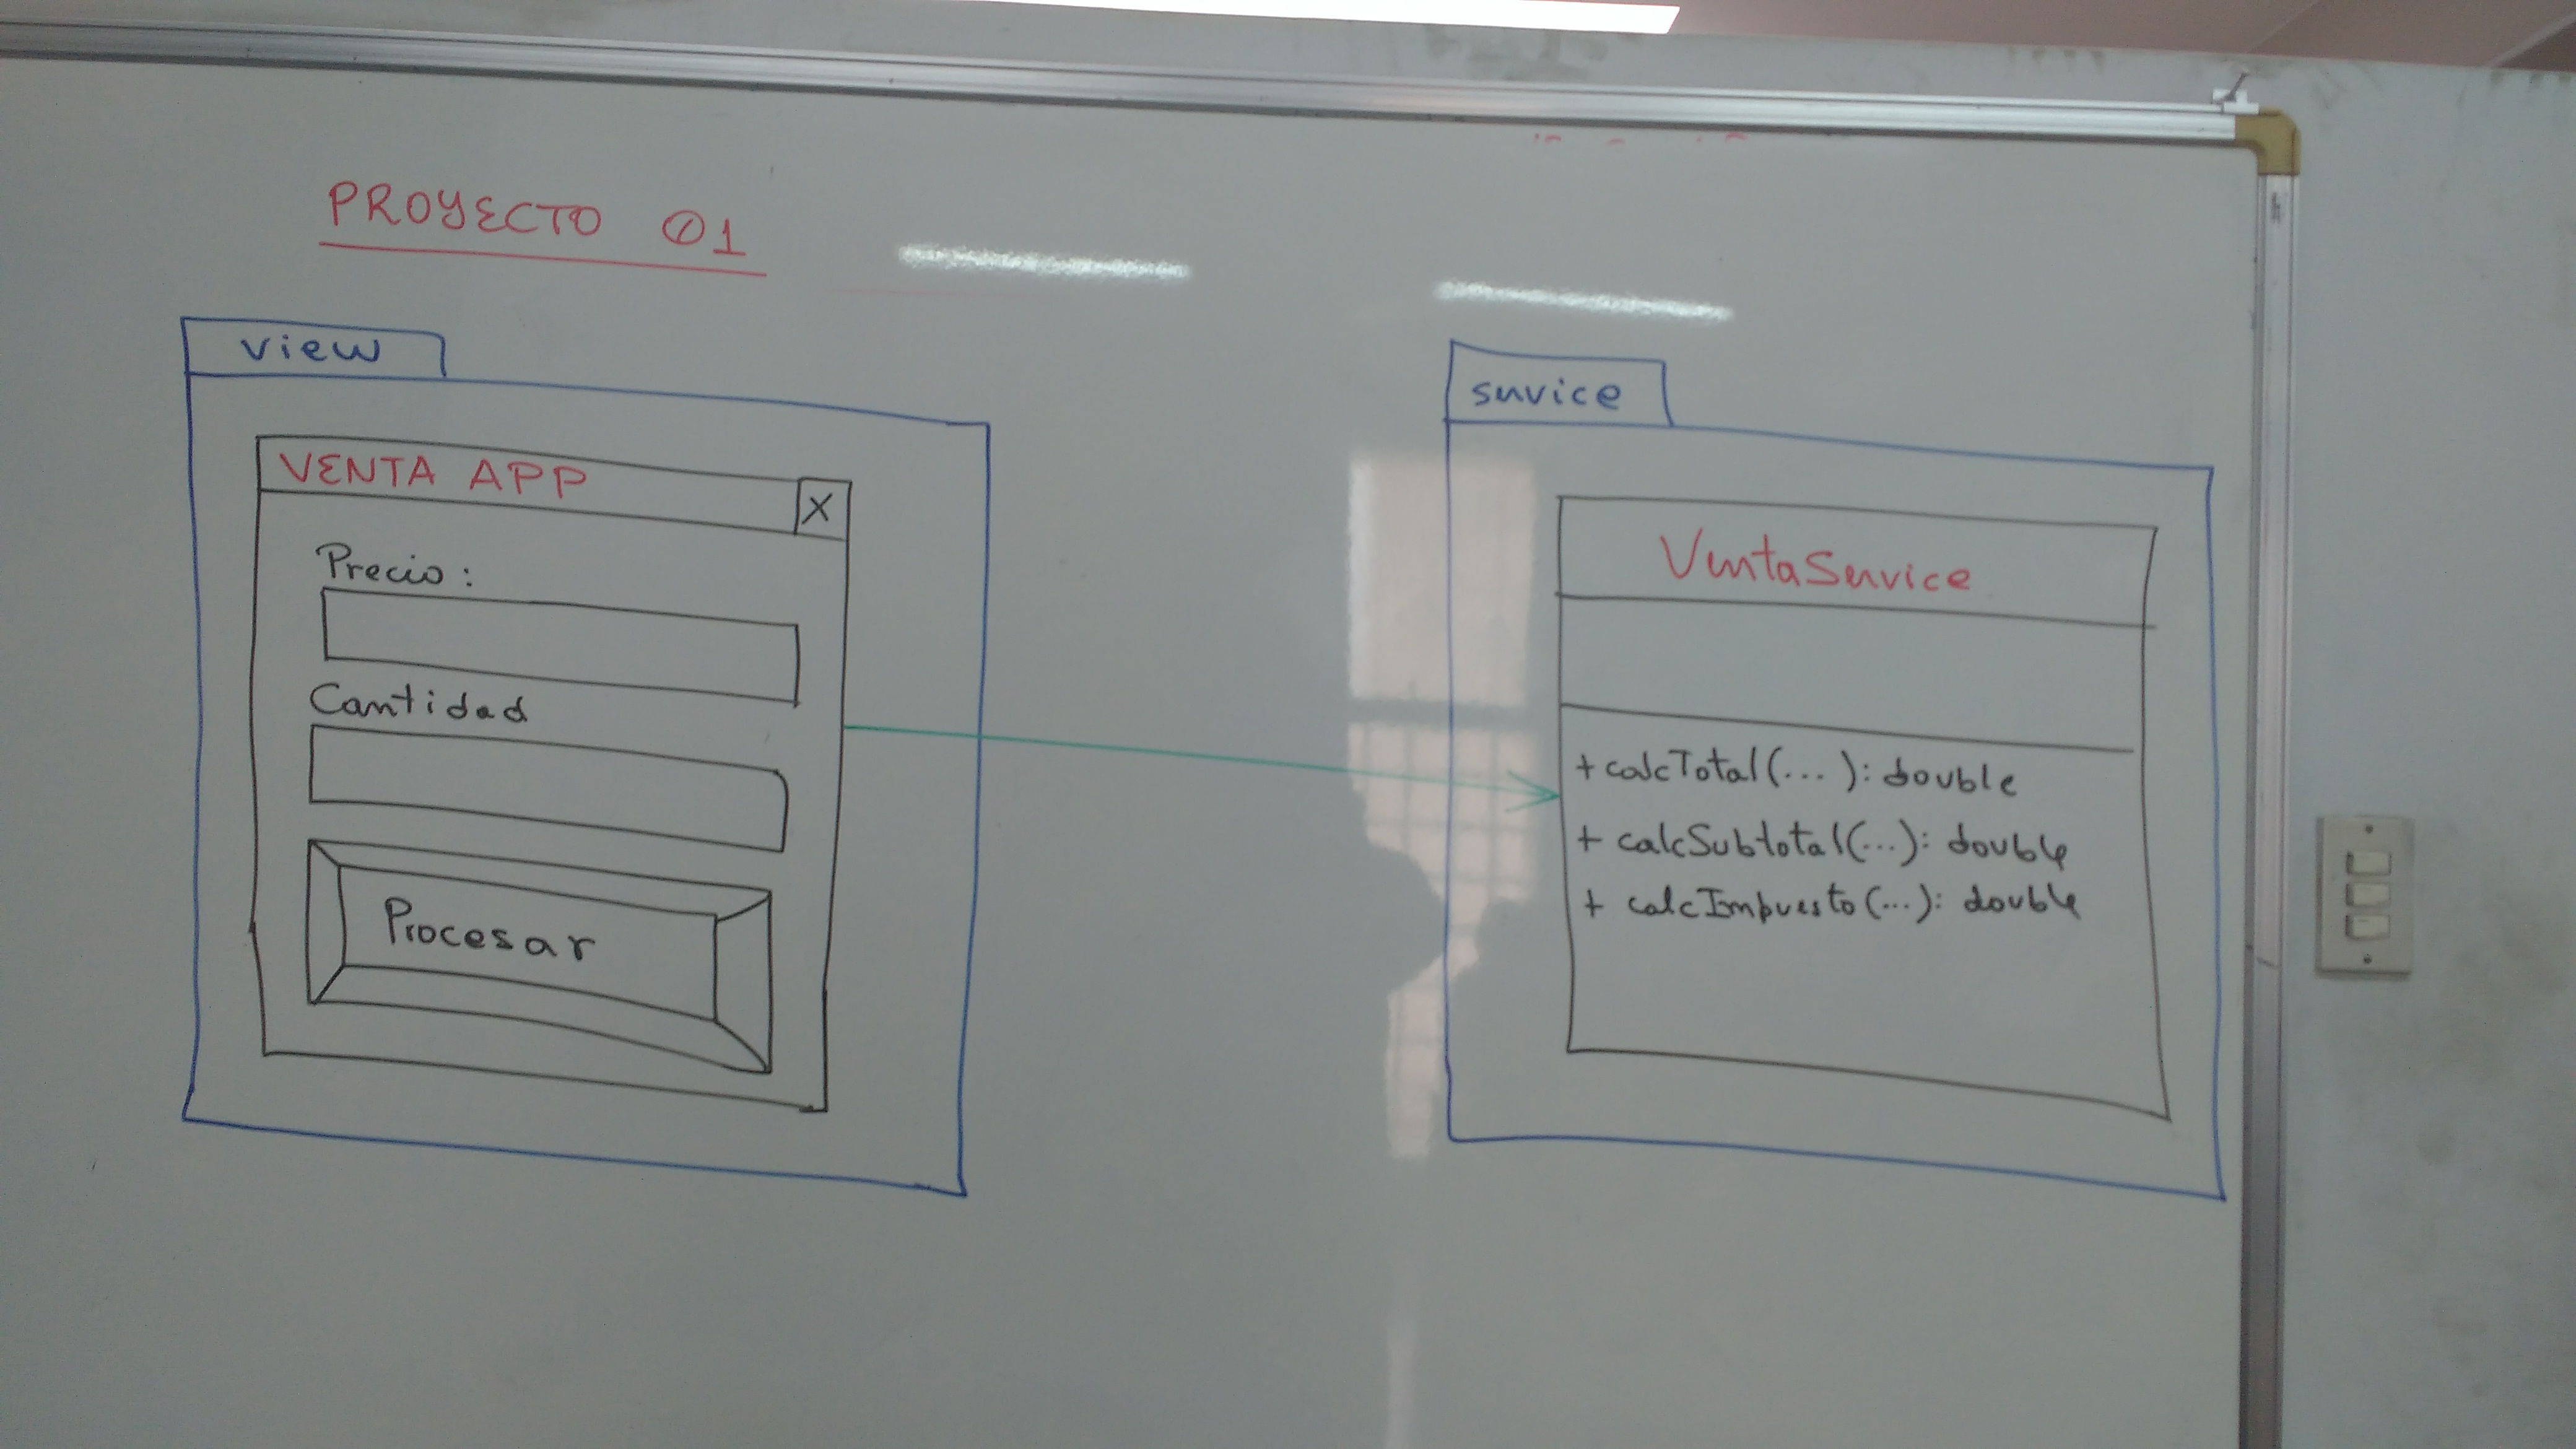 PROYECTO 01
view
VENTA APP X
Precio:
Cantidad
Procesar
service
VentaService
+ calcTotal(...): double
+ calcSubtotal(...): double
+ calcImpuesto(...): double